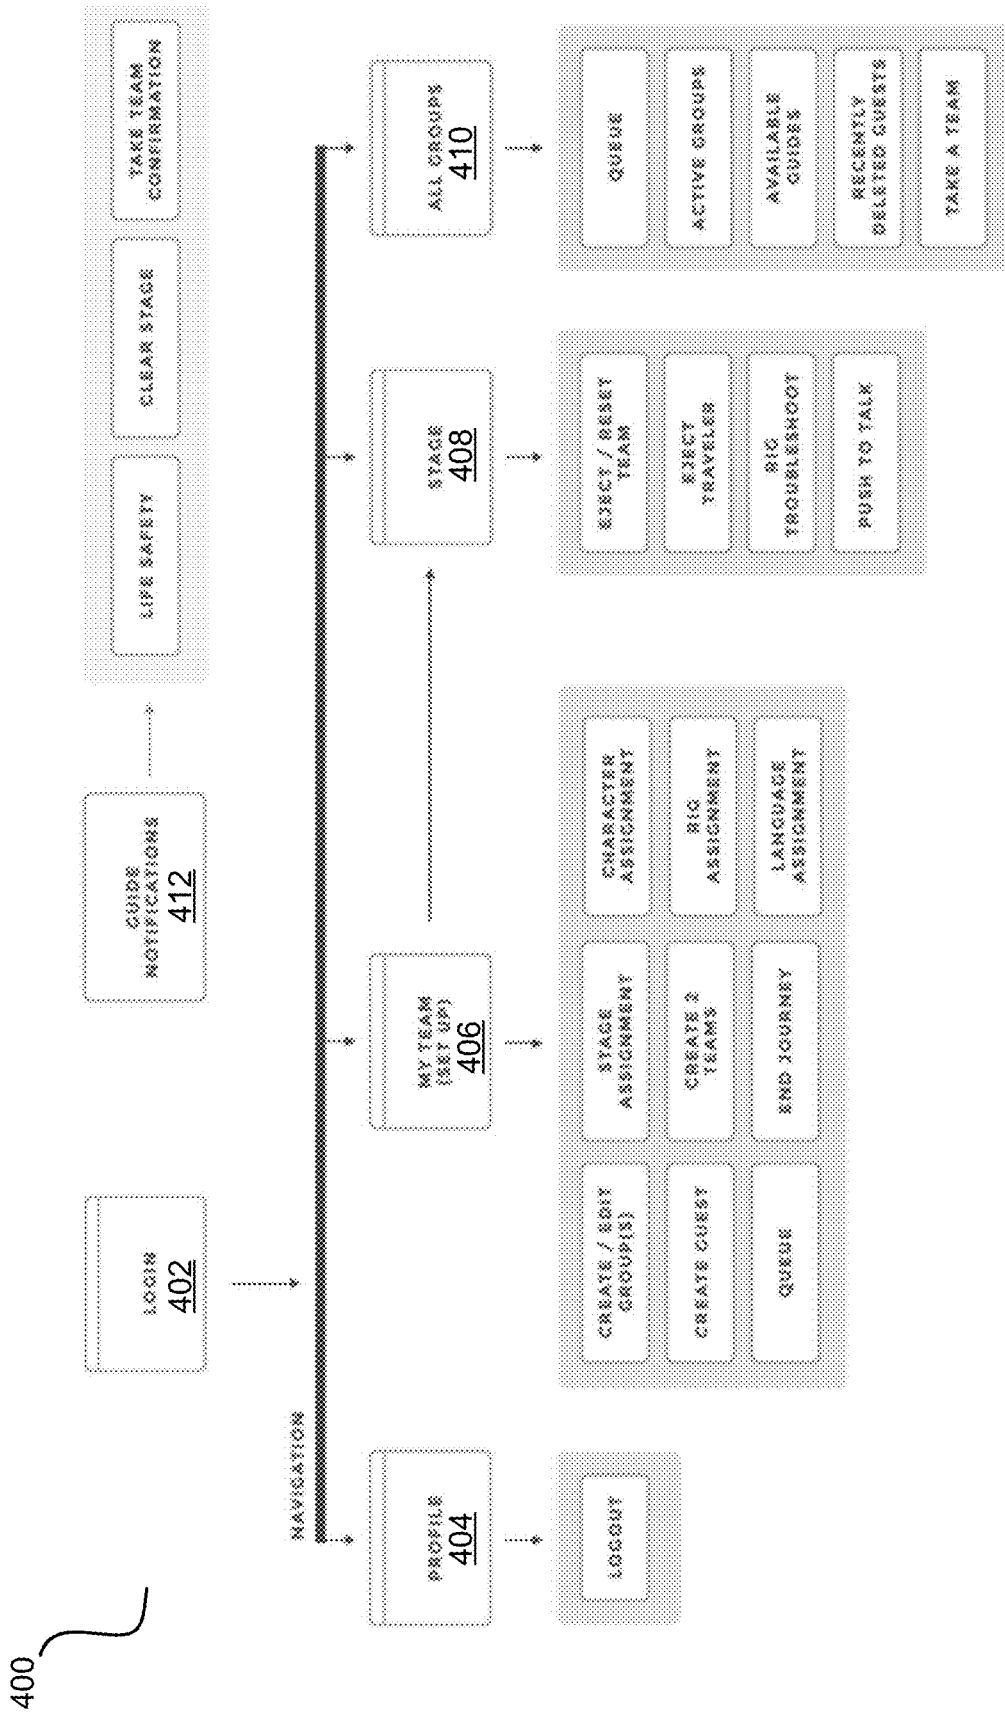 400
LOGIN
402
GUIDE
NOTIFICATIONS
412
LIFE SAFETY
CLEAR STAGE
TAKE TEAM
CONFIRMATION
NAVIGATION
PROFILE
404
MY TEAM
(SET UP)
406
STAGE
408
ALL GROUPS
410
LOGOUT
CREATE / EDIT
GROUP(S)
STAGE
ASSIGNMENT
CHARACTER
ASSIGNMENT
CREATE GUEST
CREATE 2
TEAMS
RIG
ASSIGNMENT
QUEUE
END JOURNEY
LANGUAGE
ASSIGNMENT
EJECT / RESET
TEAM
EJECT
TRAVELER
RIG
TROUBLESHOOT
PUSH TO TALK
QUEUE
ACTIVE GROUPS
AVAILABLE
GUIDES
RECENTLY
DELETED GUESTS
TAKE A TEAM